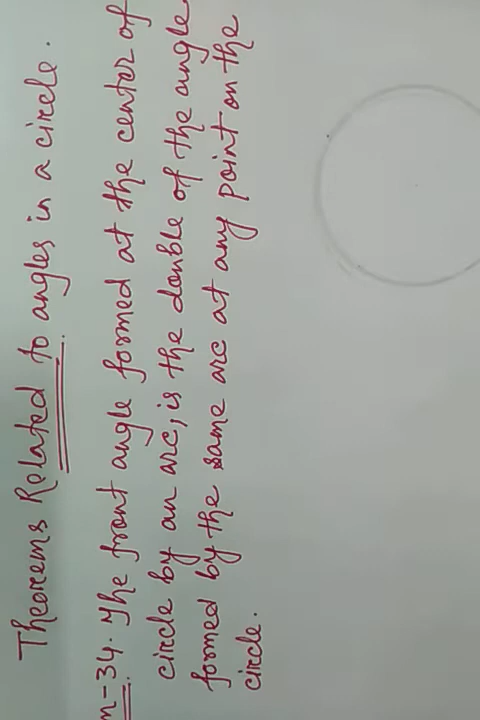 Theorems Related to angles in a circle.
m-34. The front angle formed at the center of
circle by an arc, is the double of the angle
formed by the same arc at any point on the
circle.